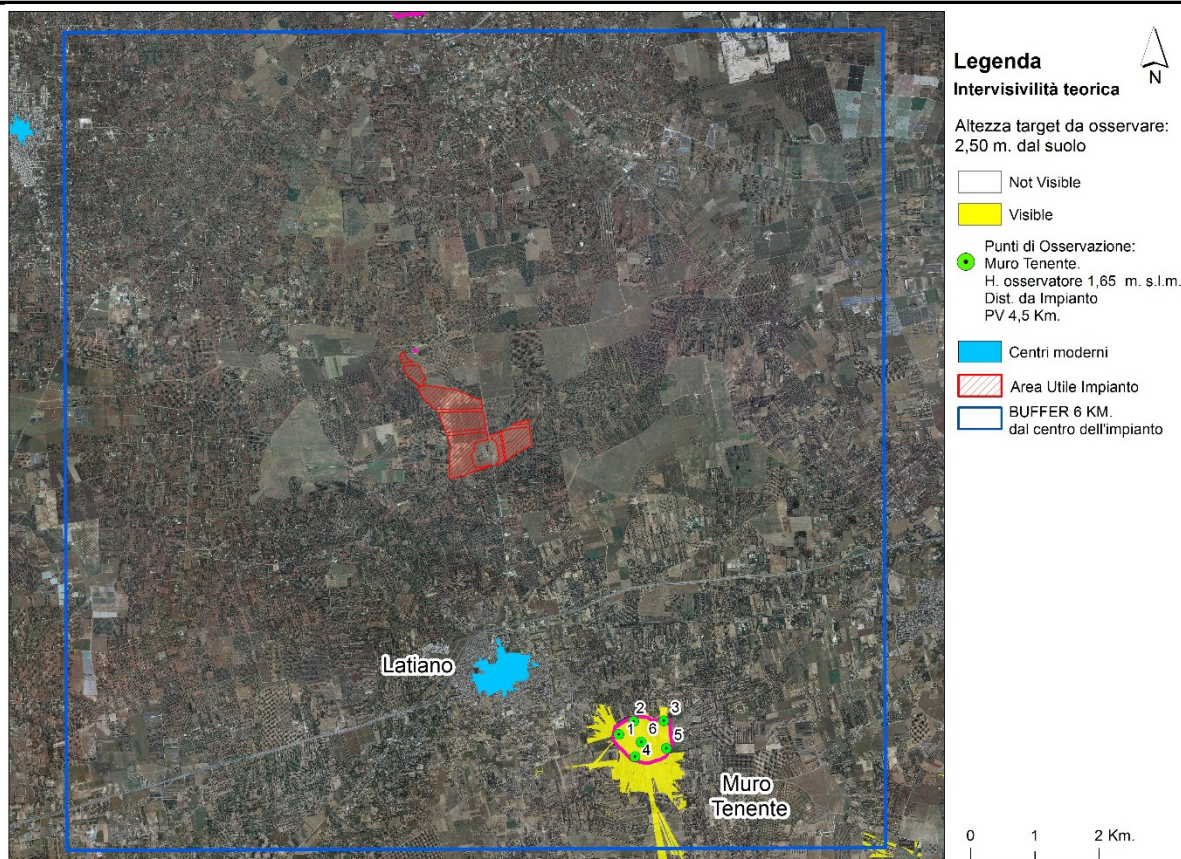 Legenda
N
Intervisivilità teorica
Altezza target da osservare:
2,50 m. dal suolo
Not Visible
Visible
Punti di Osservazione:
Muro Tenente.
H. osservatore 1,65 m. s.l.m.
Dist. da Impianto
PV 4,5 Km.
Centri moderni
Area Utile Impianto
BUFFER 6 KM.
dal centro dell'impianto
Latiano
2
3
1
6
5
4
Muro
Tenente
0 1 2 Km.